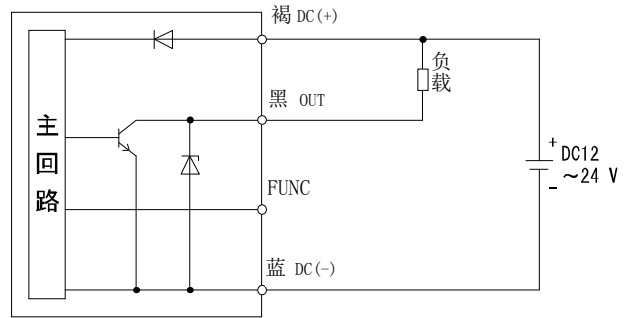 褐 DC(+)
负载
黑 OUT
主回路
+
DC12
～24 V
−
FUNC
蓝 DC(-)